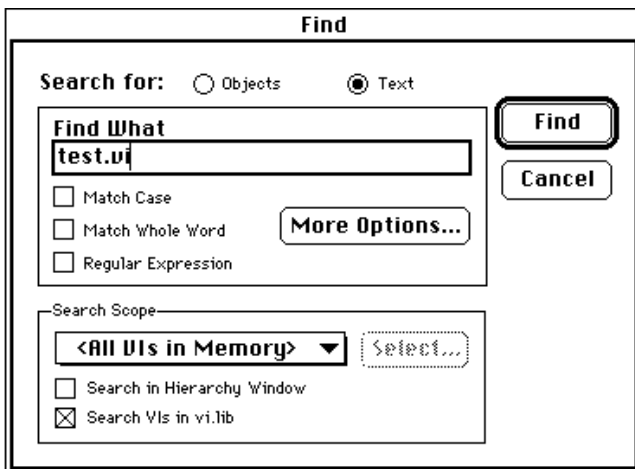 Find
Search for: Objects Text
Find What
test.vi
Find
Cancel
Match Case
Match Whole Word
Regular Expression
More Options...
Search Scope
<All VIs in Memory>
Select...
Search in Hierarchy Window
Search VIs in vi.lib